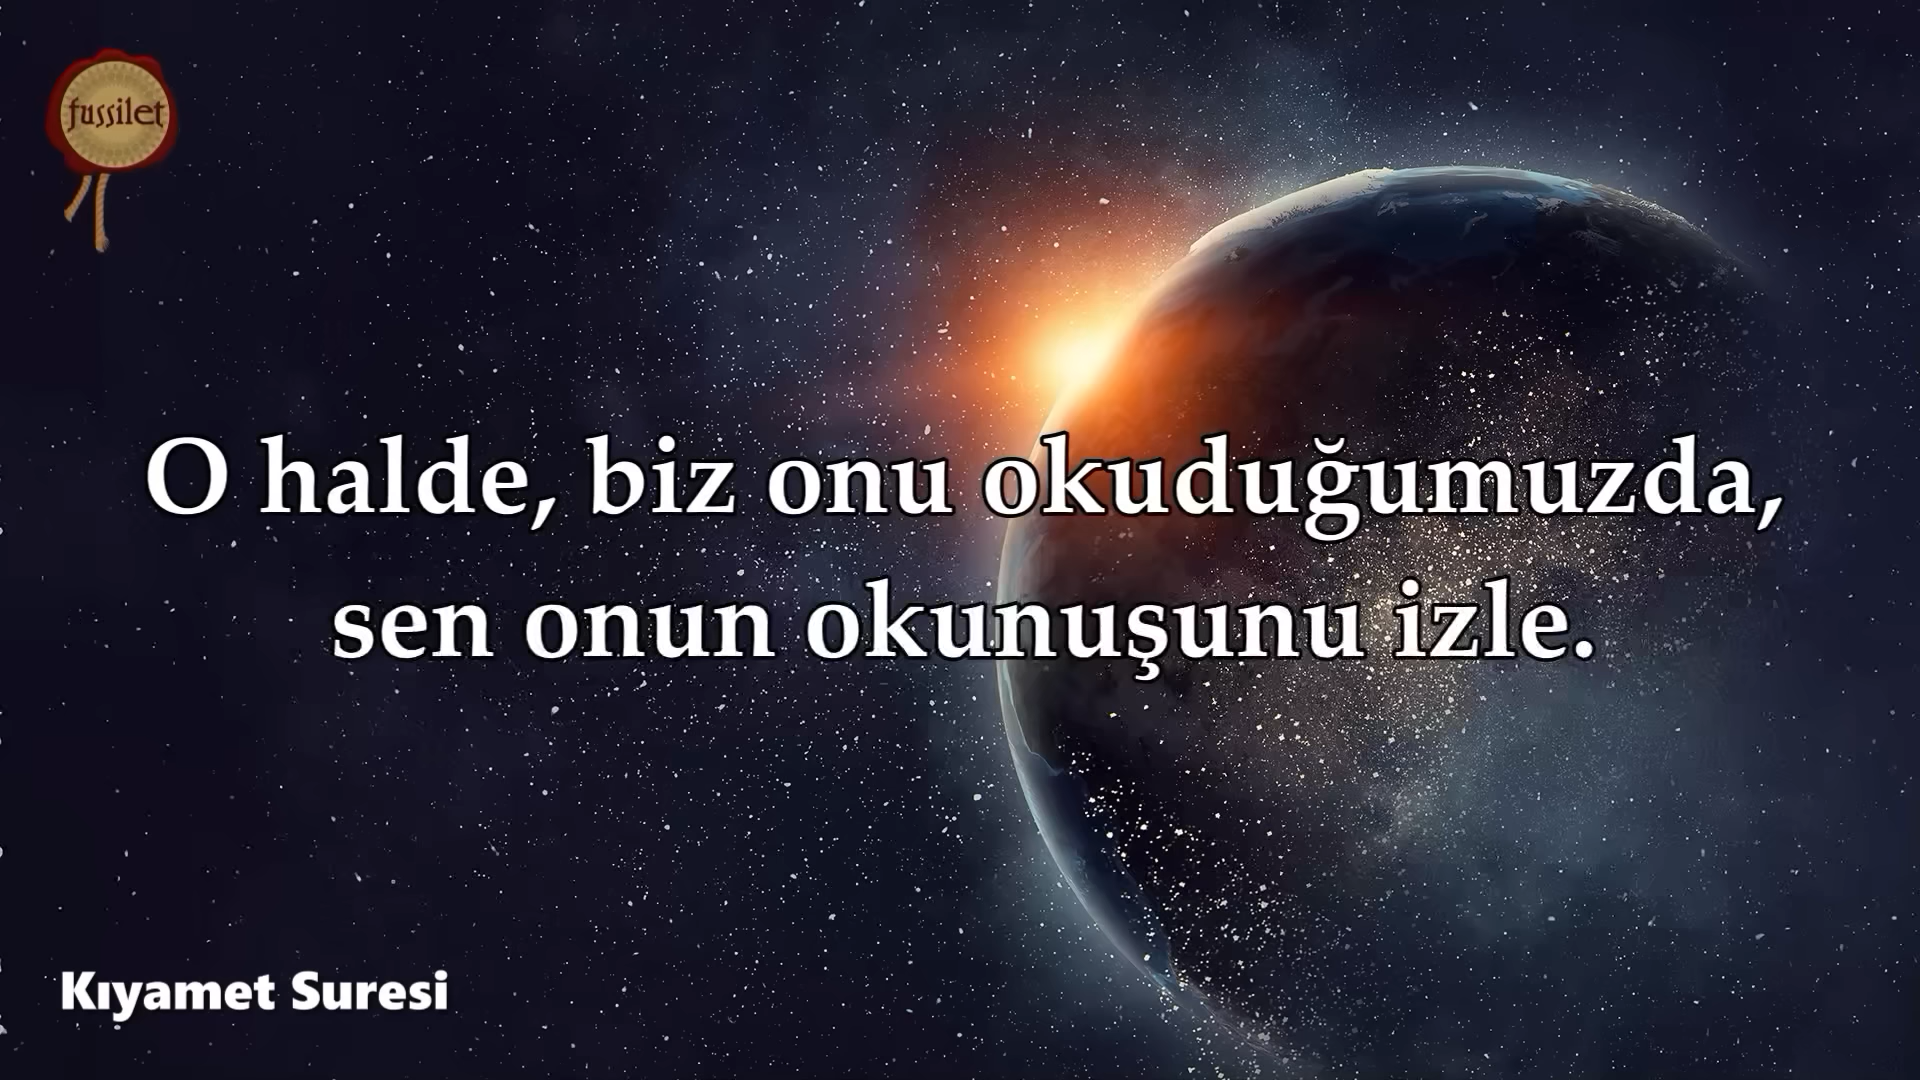 fussilet
O halde, biz onu okuduğumuzda,
sen onun okunuşunu izle.
Kıyamet Suresi